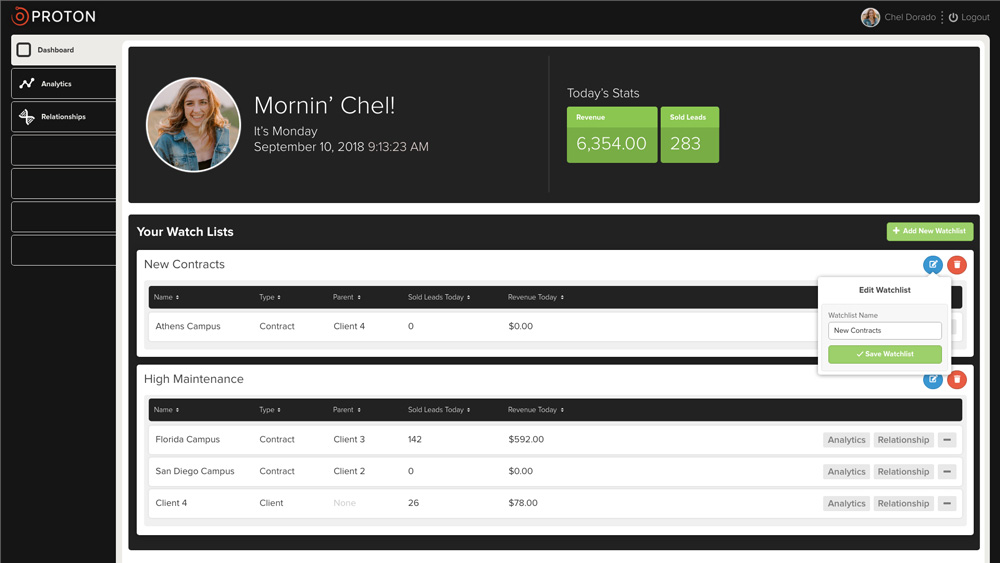 PROTON
Chel Dorado
Logout
Dashboard
Analytics
Relationships
Mornin' Chel!
It's Monday
September 10, 2018 9:13:23 AM
Today's Stats
Revenue
6,354.00
Sold Leads
283
Your Watch Lists
Add New Watchlist
New Contracts
Name Type Parent Sold Leads Today Revenue Today
Athens Campus Contract Client 4 0 $0.00
Edit Watchlist
Watchlist Name
New Contracts
Save Watchlist
High Maintenance
Name Type Parent Sold Leads Today Revenue Today
Florida Campus Contract Client 3 142 $592.00 Analytics Relationship
San Diego Campus Contract Client 2 0 $0.00 Analytics Relationship
Client 4 Client None 26 $78.00 Analytics Relationship